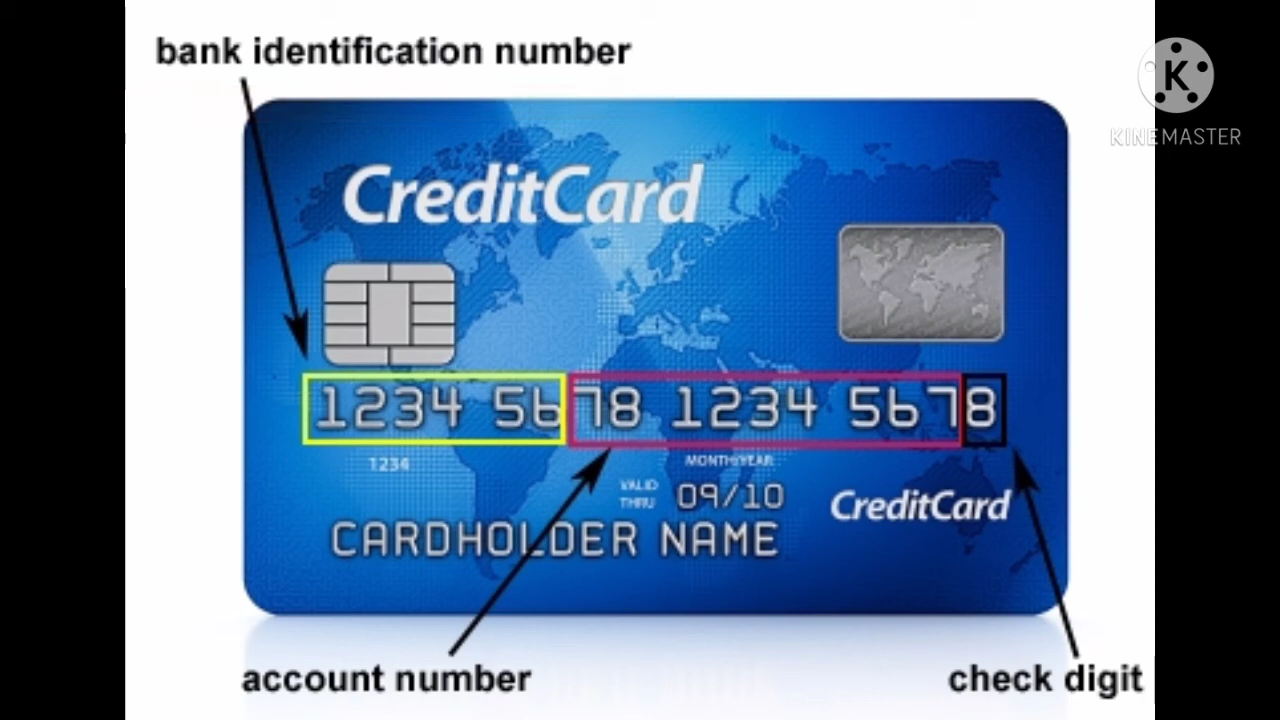 bank identification number
KINEMASTER
CreditCard
1234 5678 1234 5678
1234
MONTH/YEAR
VALID
THRU
09/10
CreditCard
CARDHOLDER NAME
account number
check digit